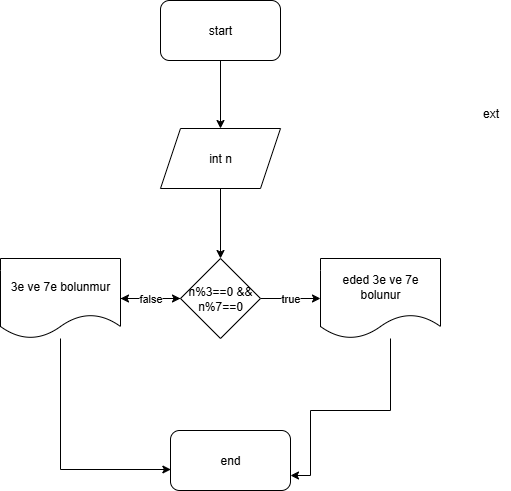 start
ext
int n
n%3==0 &&
n%7==0
3e ve 7e bolunmur
false
true
eded 3e ve 7e
bolunur
end